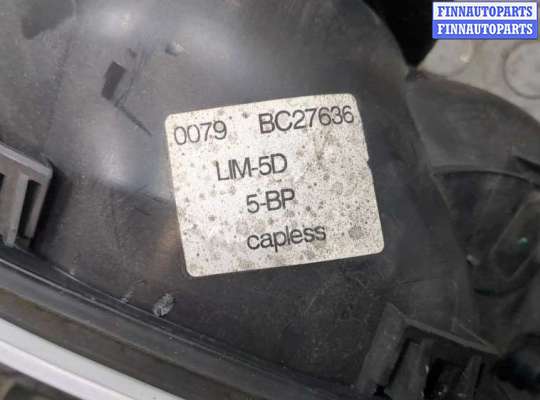 FINNAUTOPARTS
FINNAUTOPARTS
0079 BC27636
LIM-5D
5-BP
capless